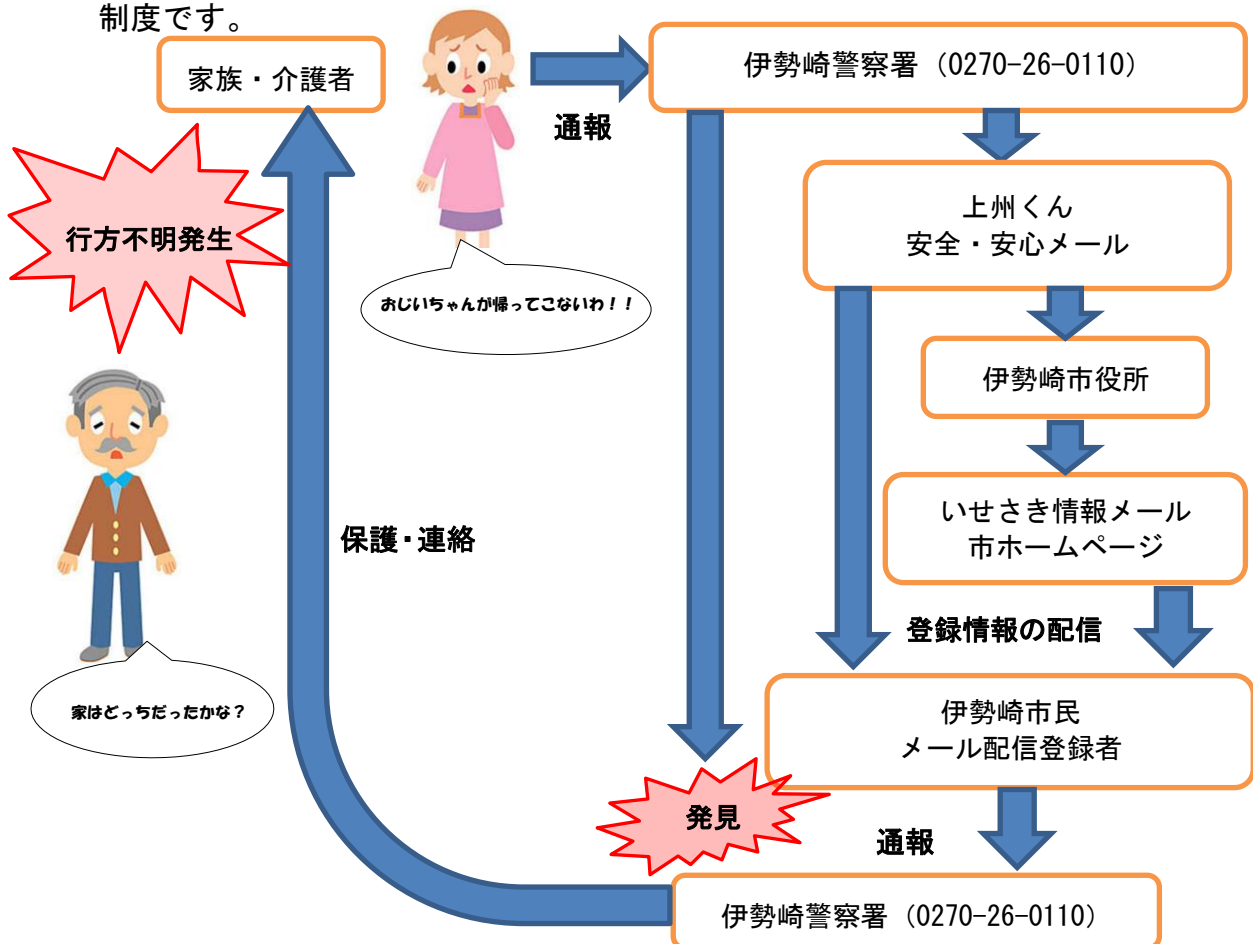 制度です。
家族・介護者
伊勢崎警察署（0270-26-0110）
通報
行方不明発生
上州くん
安全・安心メール
おじいちゃんが帰ってこないわ！！
伊勢崎市役所
いせさき情報メール
市ホームページ
保護・連絡
登録情報の配信
家はどっちだったかな？
伊勢崎市民
メール配信登録者
発見
通報
伊勢崎警察署（0270-26-0110）